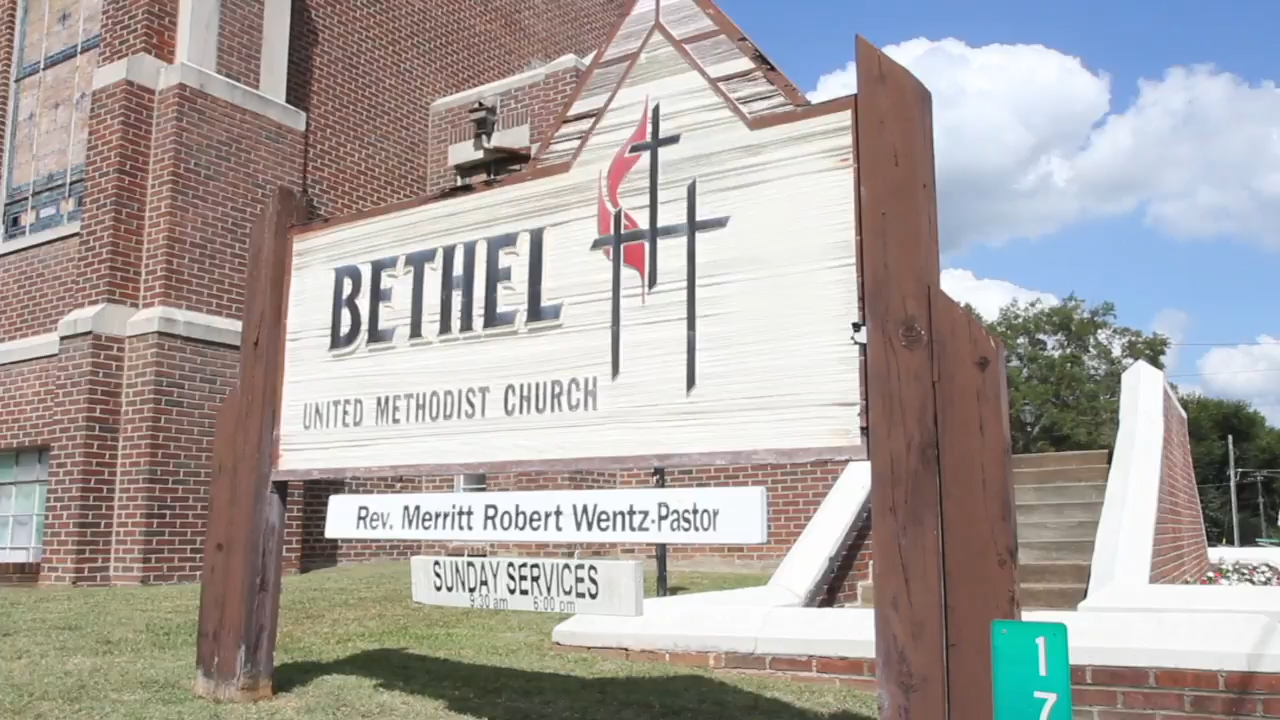 BETHEL
UNITED METHODIST CHURCH
Rev. Merritt Robert Wentz-Pastor
SUNDAY SERVICES
9:30 am 6:00 pm
1
7